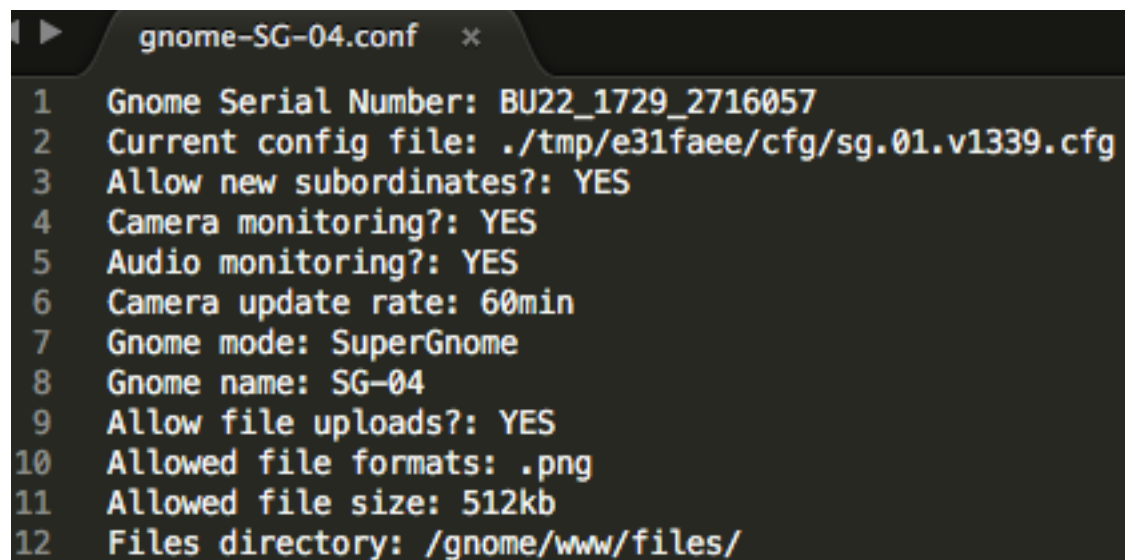 gnome-SG-04.conf ×
1 Gnome Serial Number: BU22_1729_2716057
2 Current config file: ./tmp/e31faee/cfg/sg.01.v1339.cfg
3 Allow new subordinates?: YES
4 Camera monitoring?: YES
5 Audio monitoring?: YES
6 Camera update rate: 60min
7 Gnome mode: SuperGnome
8 Gnome name: SG-04
9 Allow file uploads?: YES
10 Allowed file formats: .png
11 Allowed file size: 512kb
12 Files directory: /gnome/www/files/